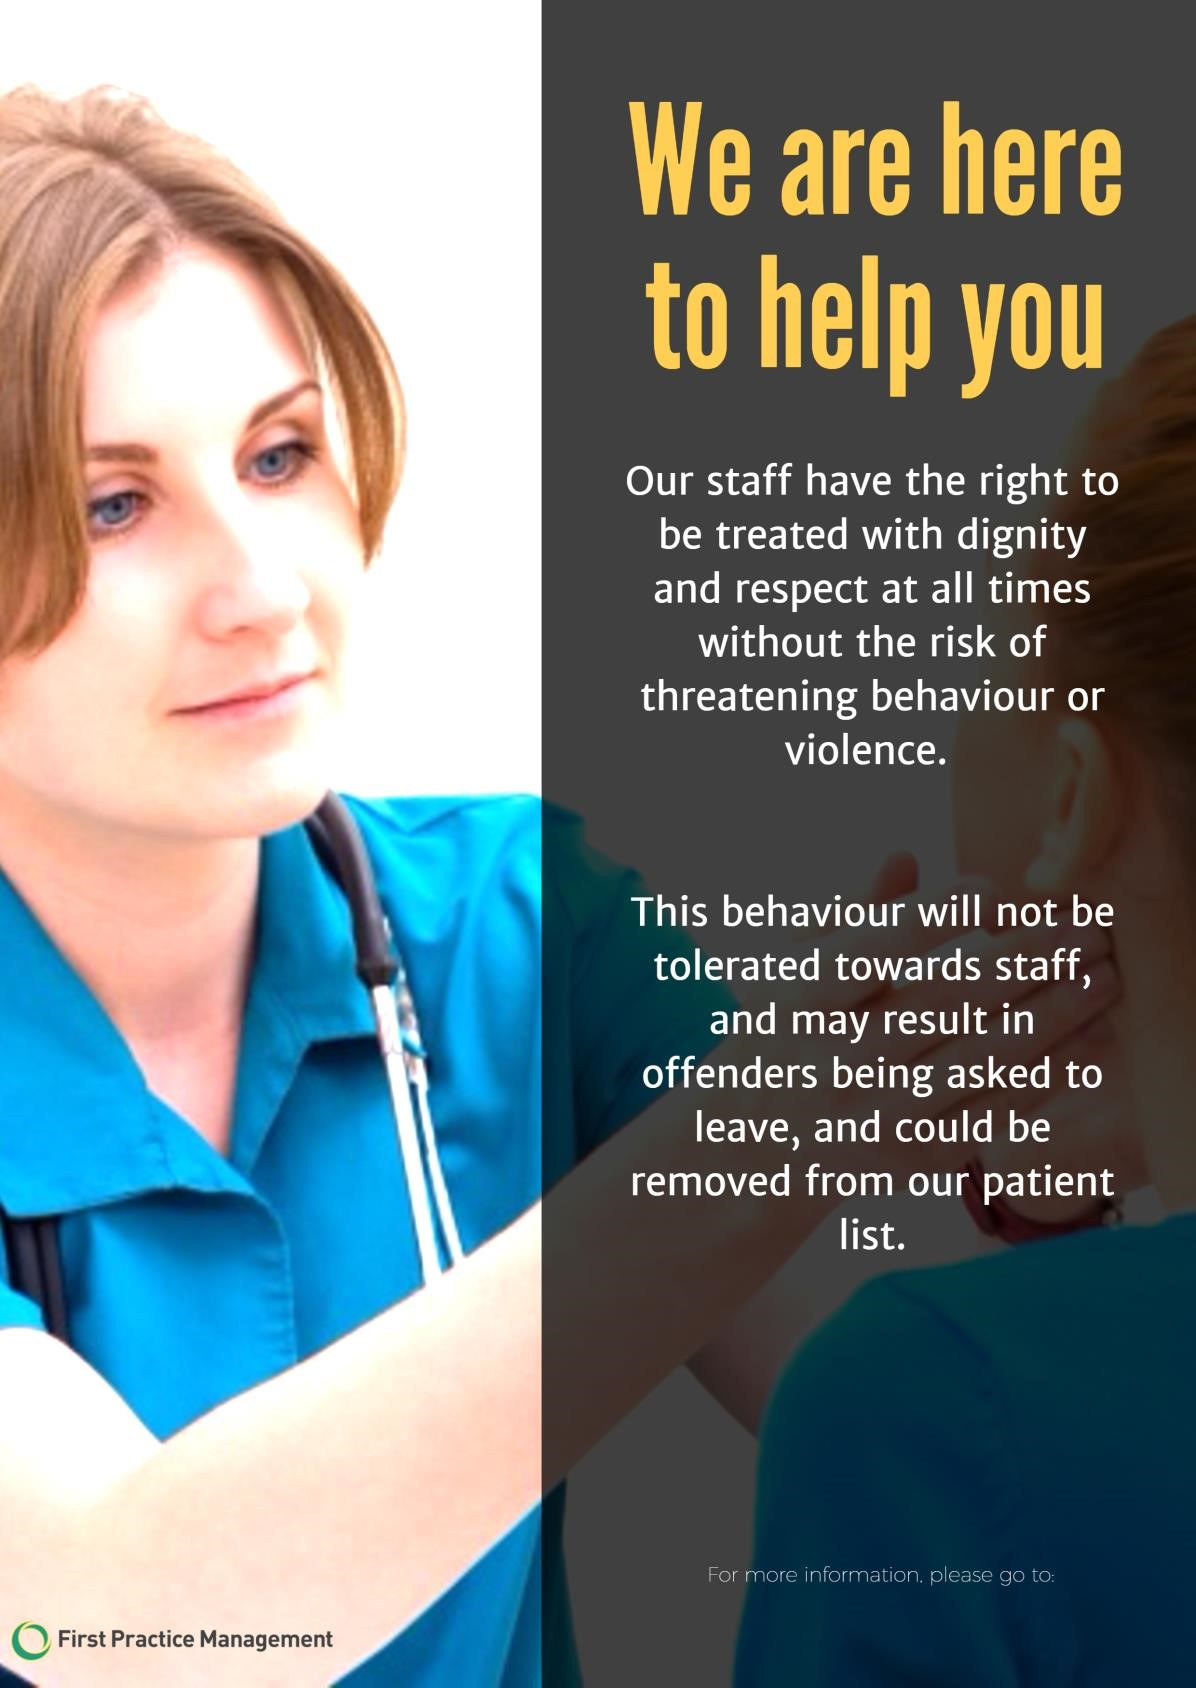 We are here
to help you
Our staff have the right to
be treated with dignity
and respect at all times
without the risk of
threatening behaviour or
violence.
This behaviour will not be
tolerated towards staff,
and may result in
offenders being asked to
leave, and could be
removed from our patient
list.
For more information, please go to:
First Practice Management